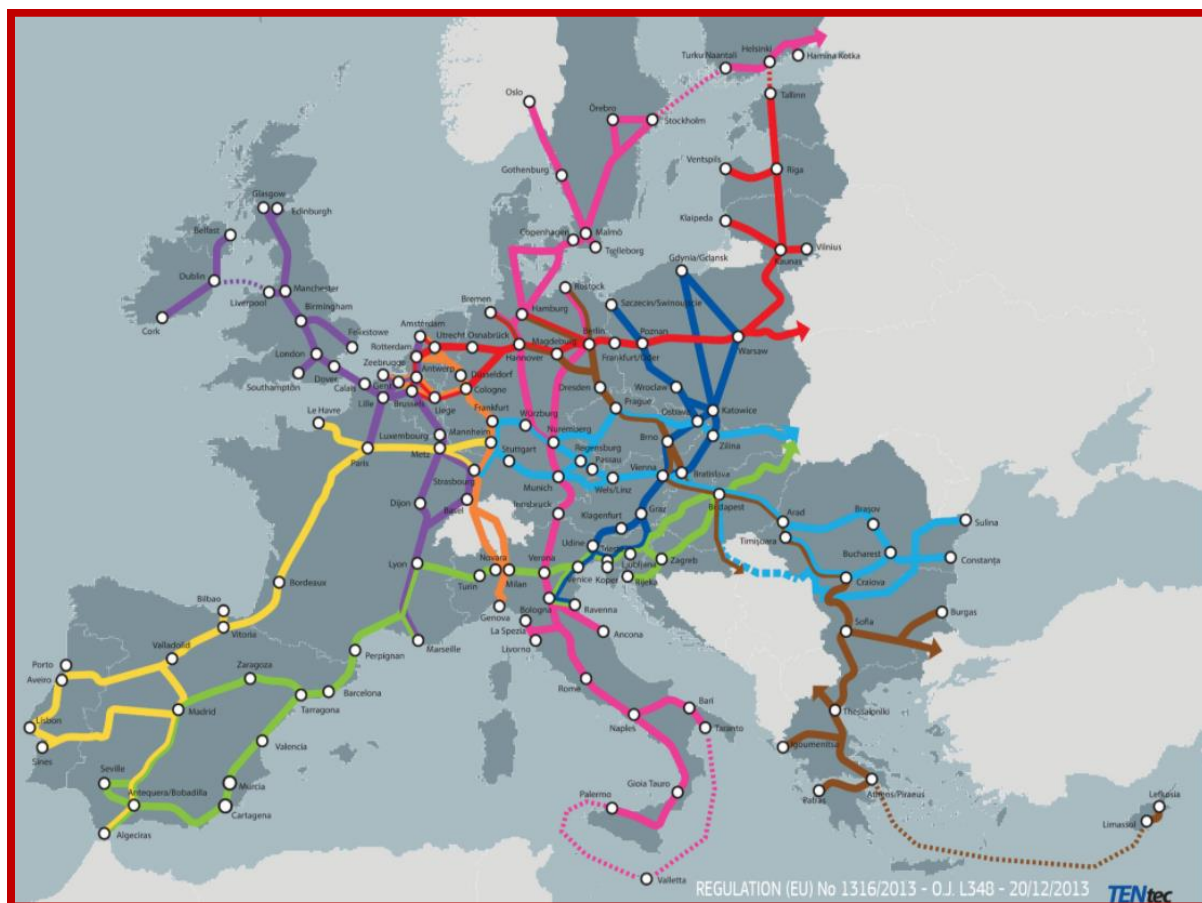 Turku Naantali
Helsinki
Hamina Kotka
Oslo
Örebro
Stockholm
Tallinn
Gothenburg
Ventspils
Riga
Glasgow
Edinburgh
Klaipeda
Belfast
Copenhagen
Malmö
Trelleborg
Kaunas
Vilnius
Dublin
Liverpool
Manchester
Gdynia/Gdansk
Cork
Birmingham
Bremen
Rostock
Hamburg
Szczecin/Swinoujscie
Felixstowe
Amsterdam
Utrecht
Osnabrück
Magdeburg
Berlin
Poznan
London
Rotterdam
Hannover
Frankfurt/Oder
Warsaw
Southampton
Dover
Zeebrugge
Antwerp
Düsseldorf
Calais
Gent
Cologne
Dresden
Wroclaw
Lille
Brussels
Liege
Prague
Le Havre
Frankfurt
Würzburg
Ostrava
Katowice
Luxembourg
Mannheim
Nuremberg
Brno
Zilina
Paris
Metz
Stuttgart
Regensburg
Passau
Vienna
Strasbourg
Munich
Wels/Linz
Bratislava
Dijon
Basel
Innsbruck
Klagenfurt
Graz
Budapest
Arad
Braşov
Sulina
Udine
Timişoara
Bucharest
Lyon
Novara
Verona
Ljubljana
Zagreb
Constanţa
Turin
Milan
Venice
Koper
Rijeka
Craiova
Bordeaux
Genova
Bologna
Ravenna
Bilbao
La Spezia
Ancona
Burgas
Vitoria
Livorno
Sofia
Marseille
Valladolid
Perpignan
Porto
Zaragoza
Aveiro
Rome
Barcelona
Tarragona
Madrid
Bari
Thessalpniki
Lisbon
Naples
Taranto
Sines
Valencia
Igoumenitsa
Seville
Murcia
Gioia Tauro
Antequera/Bobadilla
Palermo
Patras
Athens/Piraeus
Lefkosia
Cartagena
Limassol
Algeciras
Valletta
REGULATION (EU) No 1316/2013 - O.J. L348 - 20/12/2013
TENtec